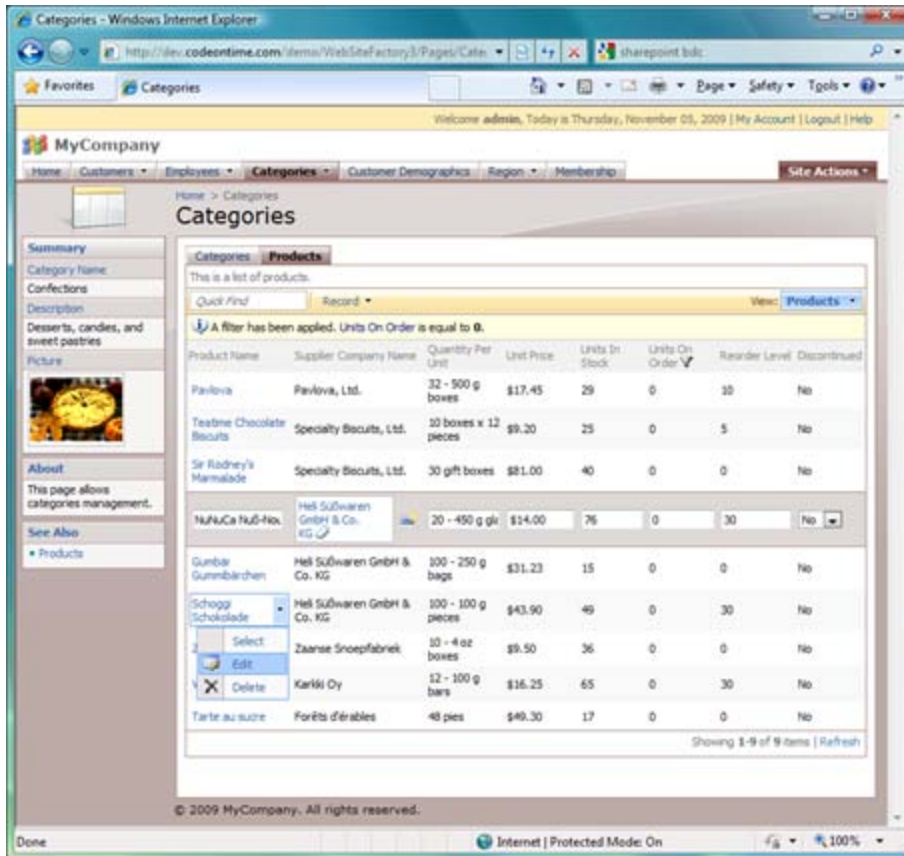 Categories - Windows Internet Explorer
http://dev.codeontime.com/demo/WebSiteFactory3/Pages/Cate
sharepoint bdc
Favorites
Categories
Page
Safety
Tools
Welcome admin, Today is Thursday, November 05, 2009 | My Account | Logout | Help
MyCompany
Home Customers Employees Categories Customer Demographics Region Membership Site Actions
Home > Categories
Categories
Summary
Category Name
Confections
Description
Desserts, candies, and
sweet pastries
Picture
About
This page allows
categories management.
See Also
Products
Categories Products
This is a list of products.
Quick Find Record View: Products
A filter has been applied. Units On Order is equal to 0.
Product Name Supplier Company Name Quantity Per Unit Unit Price Units In Stock Units On Order Reorder Level Discontinued
Pavlova Pavlova, Ltd. 32 - 500 g boxes $17.45 29 0 10 No
Teatime Chocolate Biscuits Specialty Biscuits, Ltd. 10 boxes x 12 pieces $9.20 25 0 5 No
Sir Rodney's Marmalade Specialty Biscuits, Ltd. 30 gift boxes $81.00 40 0 0 No
NuNuCa Nuß-Nou Heli Süßwaren GmbH & Co. KG 20 - 450 g gl $14.00 76 0 30 No
Gumbär Gummibärchen Heli Süßwaren GmbH & Co. KG 100 - 250 g bags $31.23 15 0 0 No
Schoggi Schokolade Heli Süßwaren GmbH & Co. KG 100 - 100 g pieces $43.90 49 0 30 No
Select
Edit
Delete
Zaanse Snoepfabriek 10 - 4 oz boxes $9.50 36 0 0 No
Karkki Oy 12 - 100 g bars $16.25 65 0 30 No
Tarte au sucre Forêts d'érables 48 pies $49.30 17 0 0 No
Showing 1-9 of 9 items | Refresh
© 2009 MyCompany. All rights reserved.
Done
Internet | Protected Mode: On
100%